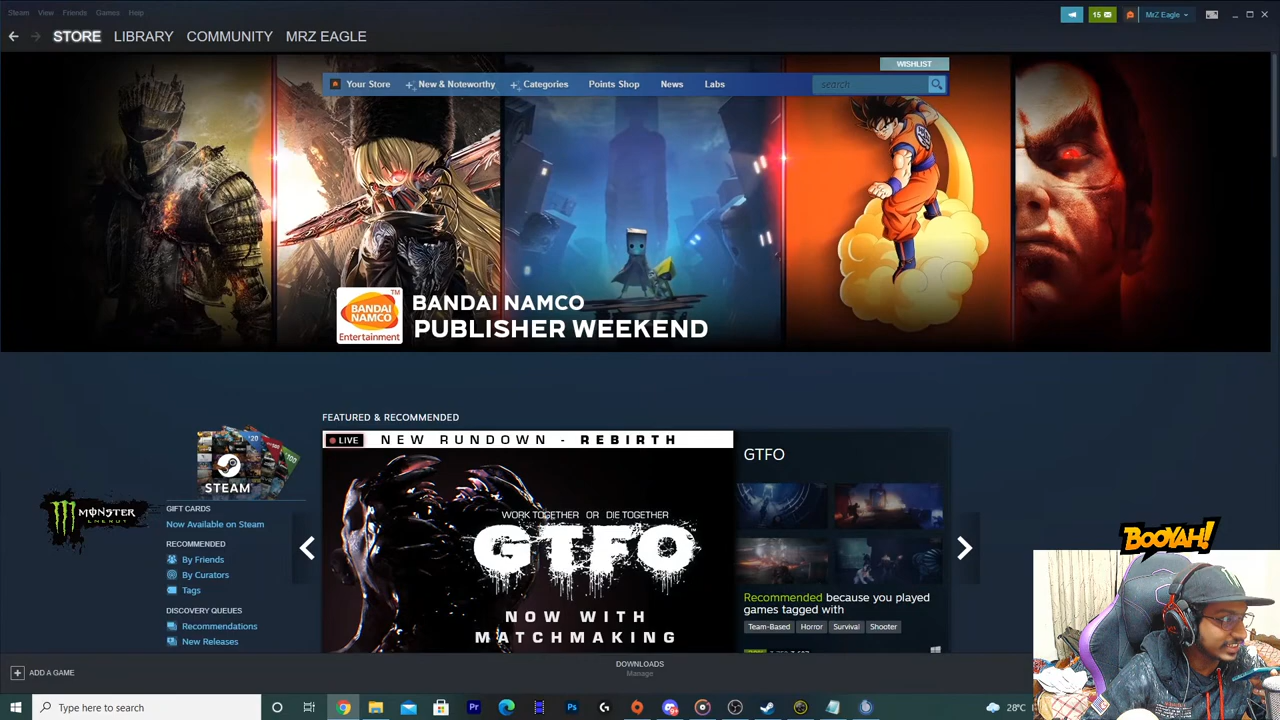 Steam View Friends Games Help
15 MrZ Eagle
STORE LIBRARY COMMUNITY MRZ EAGLE
WISHLIST
Your Store New & Noteworthy Categories Points Shop News Labs search
BANDAI NAMCO Entertainment TM
BANDAI NAMCO
PUBLISHER WEEKEND
FEATURED & RECOMMENDED
LIVE NEW RUNDOWN - REBIRTH
GTFO
STEAM
MONSTER ENERGY
GIFT CARDS
Now Available on Steam
RECOMMENDED
By Friends
By Curators
Tags
DISCOVERY QUEUES
Recommendations
New Releases
WORK TOGETHER OR DIE TOGETHER
GTFO
NOW WITH
MATCHMAKING
Recommended because you played
games tagged with
Team-Based Horror Survival Shooter
BOOYAH!
ADD A GAME
DOWNLOADS
Manage
Type here to search
28°C